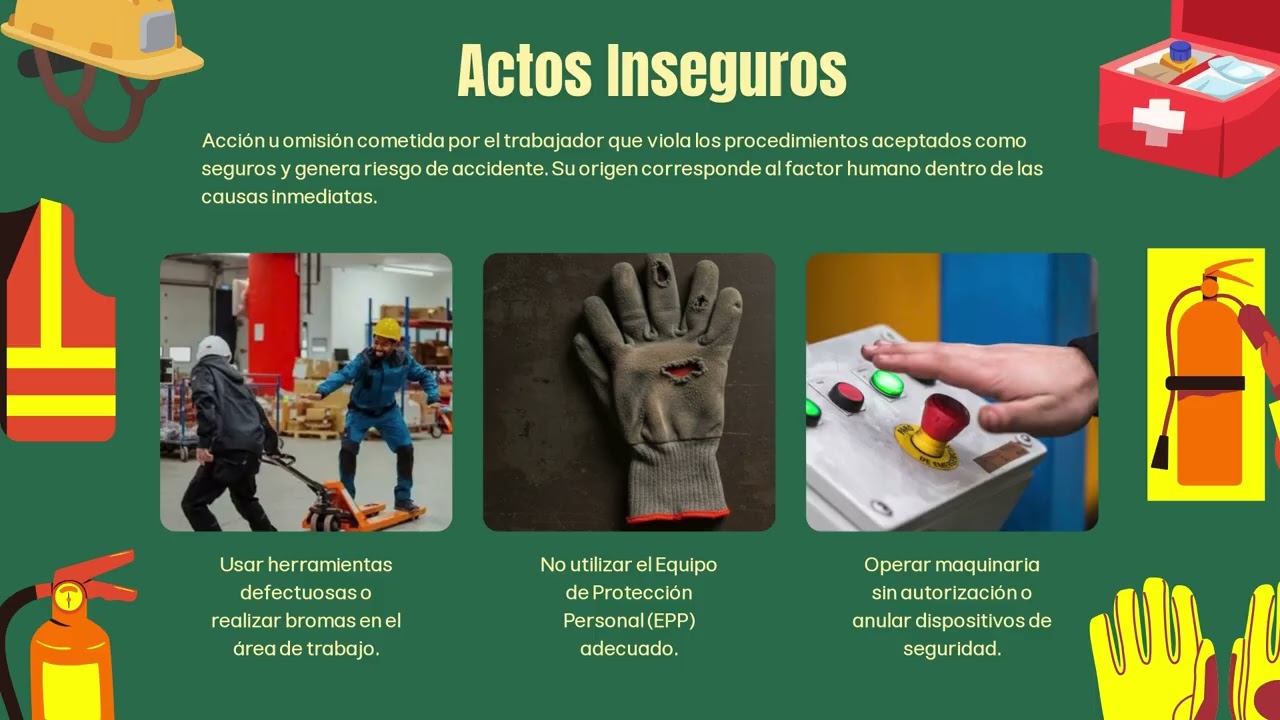 Actos Inseguros
Acción u omisión cometida por el trabajador que viola los procedimientos aceptados como
seguros y genera riesgo de accidente. Su origen corresponde al factor humano dentro de las
causas inmediatas.
Usar herramientas
defectuosas o
realizar bromas en el
área de trabajo.
No utilizar el Equipo
de Protección
Personal (EPP)
adecuado.
Operar maquinaria
sin autorización o
anular dispositivos de
seguridad.